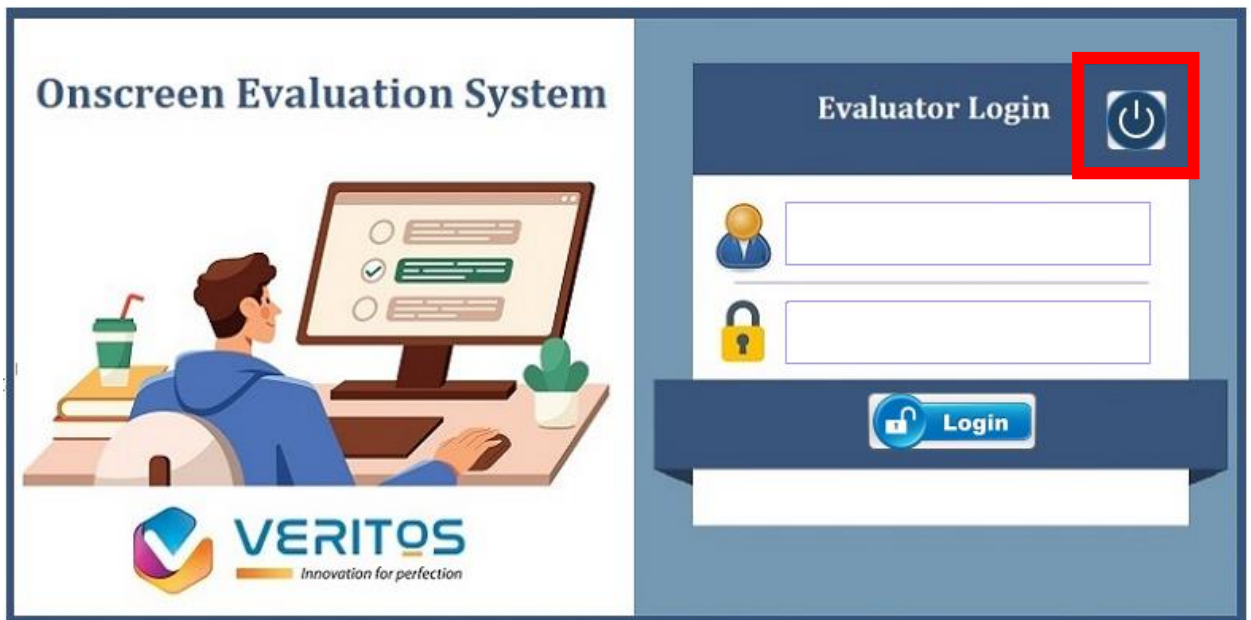 Onscreen Evaluation System
VERITOS
Innovation for perfection
Evaluator Login
Login